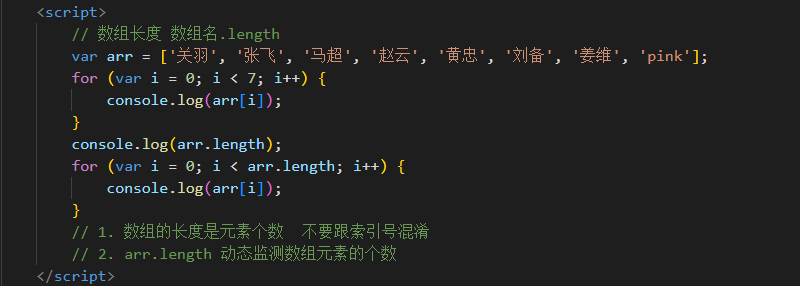 <script>
// 数组长度 数组名.length
var arr = ['关羽', '张飞', '马超', '赵云', '黄忠', '刘备', '姜维', 'pink'];
for (var i = 0; i < 7; i++) {
console.log(arr[i]);
}
console.log(arr.length);
for (var i = 0; i < arr.length; i++) {
console.log(arr[i]);
}
// 1. 数组的长度是元素个数  不要跟索引号混淆
// 2. arr.length 动态监测数组元素的个数
</script>